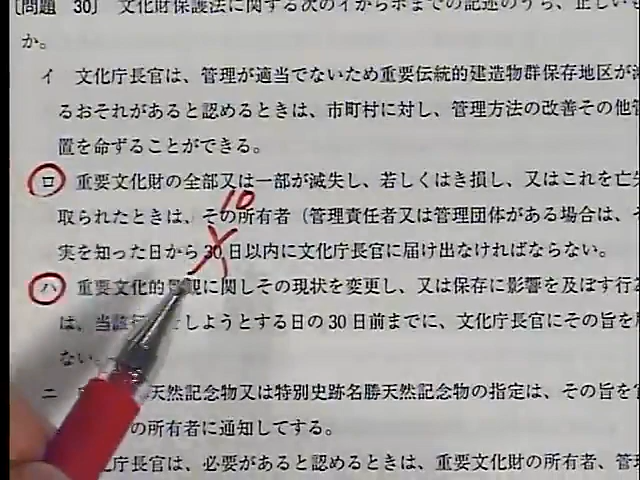 〔問題 30〕 文化財保護法に関する次のイからホまでの記述のうち、正しいも
か。
イ 文化庁長官は、管理が適当でないため重要伝統的建造物群保存地区が滅
るおそれがあると認めるときは、市町村に対し、管理方法の改善その他管
置を命ずることができる。
ロ 重要文化財の全部又は一部が滅失し、若しくはき損し、又はこれを亡失
10
取られたときは、その所有者（管理責任者又は管理団体がある場合は、そ
実を知った日から30日以内に文化庁長官に届け出なければならない。
ハ 重要文化的景観に関しその現状を変更し、又は保存に影響を及ぼす行
は、当該行 しようとする日の30日前までに、文化庁長官にその旨を
ない。
ニ 天然記念物又は特別史跡名勝天然記念物の指定は、その旨を官
の所有者に通知してする。
庁長官は、必要があると認めるときは、重要文化財の所有者、管理